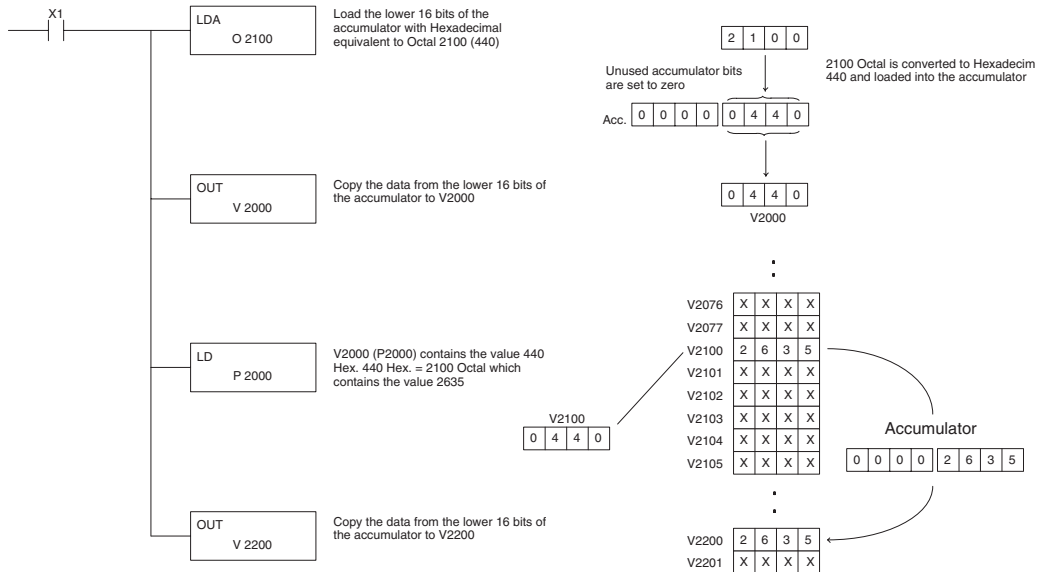 X1
LDA
O 2100
Load the lower 16 bits of the
accumulator with Hexadecimal
equivalent to Octal 2100 (440)
2 1 0 0
Unused accumulator bits
are set to zero
2100 Octal is converted to Hexadecim
440 and loaded into the accumulator
Acc. 0 0 0 0 0 4 4 0
OUT
V 2000
Copy the data from the lower 16 bits of
the accumulator to V2000
0 4 4 0
V2000
V2076 X X X X
V2077 X X X X
V2100 2 6 3 5
V2101 X X X X
V2102 X X X X
V2103 X X X X
V2104 X X X X
V2105 X X X X
LD
P 2000
V2000 (P2000) contains the value 440
Hex. 440 Hex. = 2100 Octal which
contains the value 2635
V2100
0 4 4 0
Accumulator
0 0 0 0 2 6 3 5
OUT
V 2200
Copy the data from the lower 16 bits of
the accumulator to V2200
V2200 2 6 3 5
V2201 X X X X